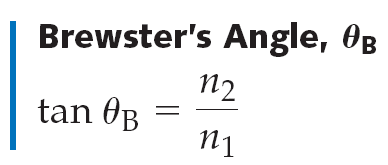 Brewster's Angle, θB
tan θB = n2/n1